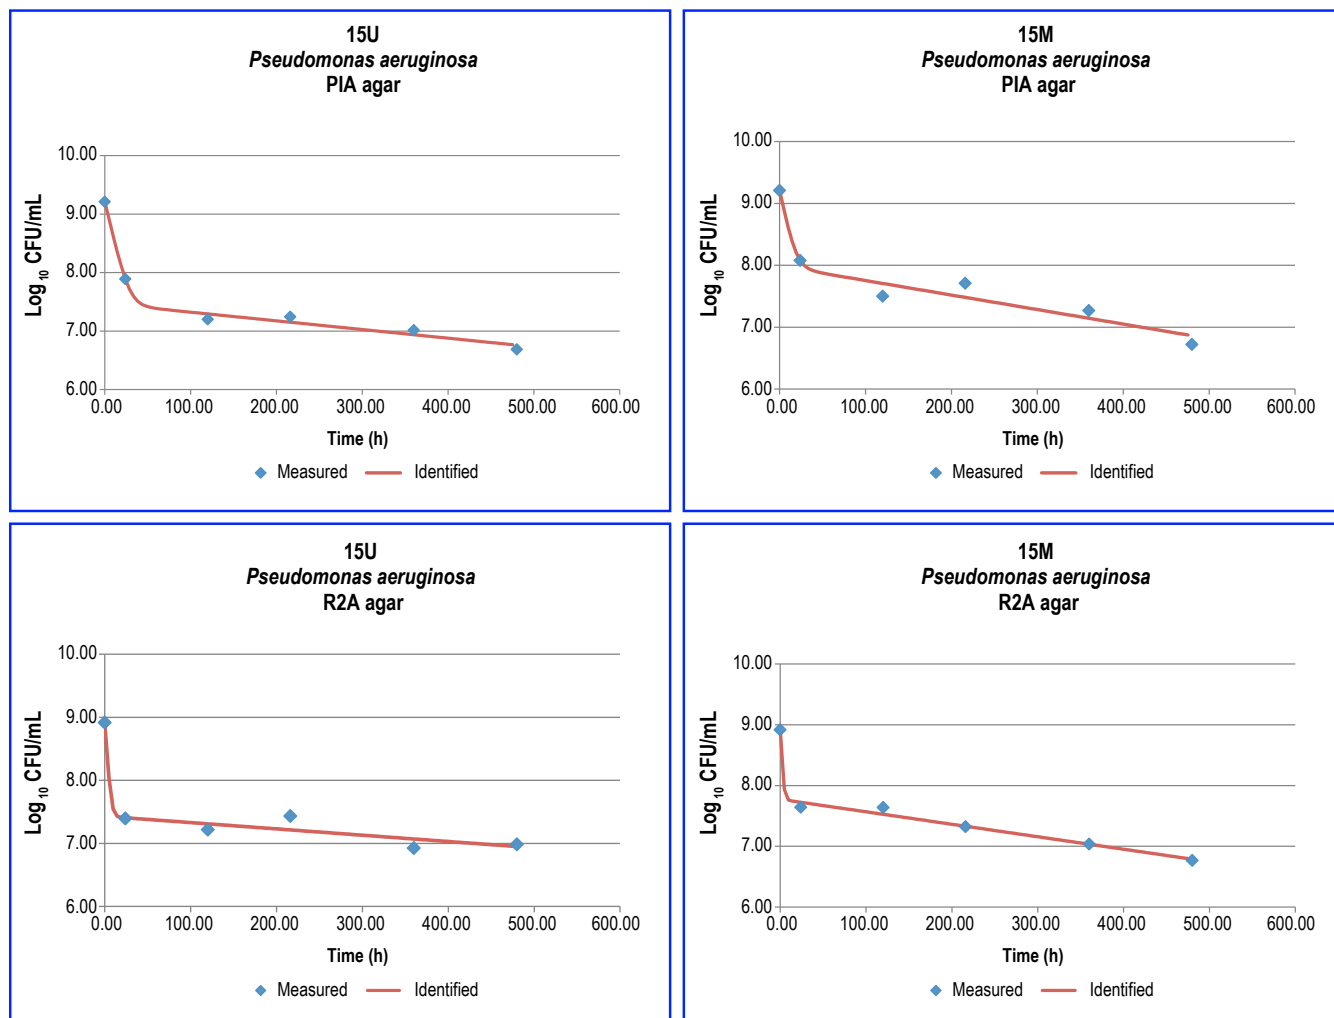 15U
Pseudomonas aeruginosa
PIA agar
10.00
9.00
8.00
7.00
6.00
Log₁₀ CFU/mL
0.00 100.00 200.00 300.00 400.00 500.00 600.00
Time (h)
Measured Identified
15M
Pseudomonas aeruginosa
PIA agar
10.00
9.00
8.00
7.00
6.00
Log₁₀ CFU/mL
0.00 100.00 200.00 300.00 400.00 500.00 600.00
Time (h)
Measured Identified
15U
Pseudomonas aeruginosa
R2A agar
10.00
9.00
8.00
7.00
6.00
Log₁₀ CFU/mL
0.00 100.00 200.00 300.00 400.00 500.00 600.00
Time (h)
Measured Identified
15M
Pseudomonas aeruginosa
R2A agar
10.00
9.00
8.00
7.00
6.00
Log₁₀ CFU/mL
0.00 100.00 200.00 300.00 400.00 500.00 600.00
Time (h)
Measured Identified